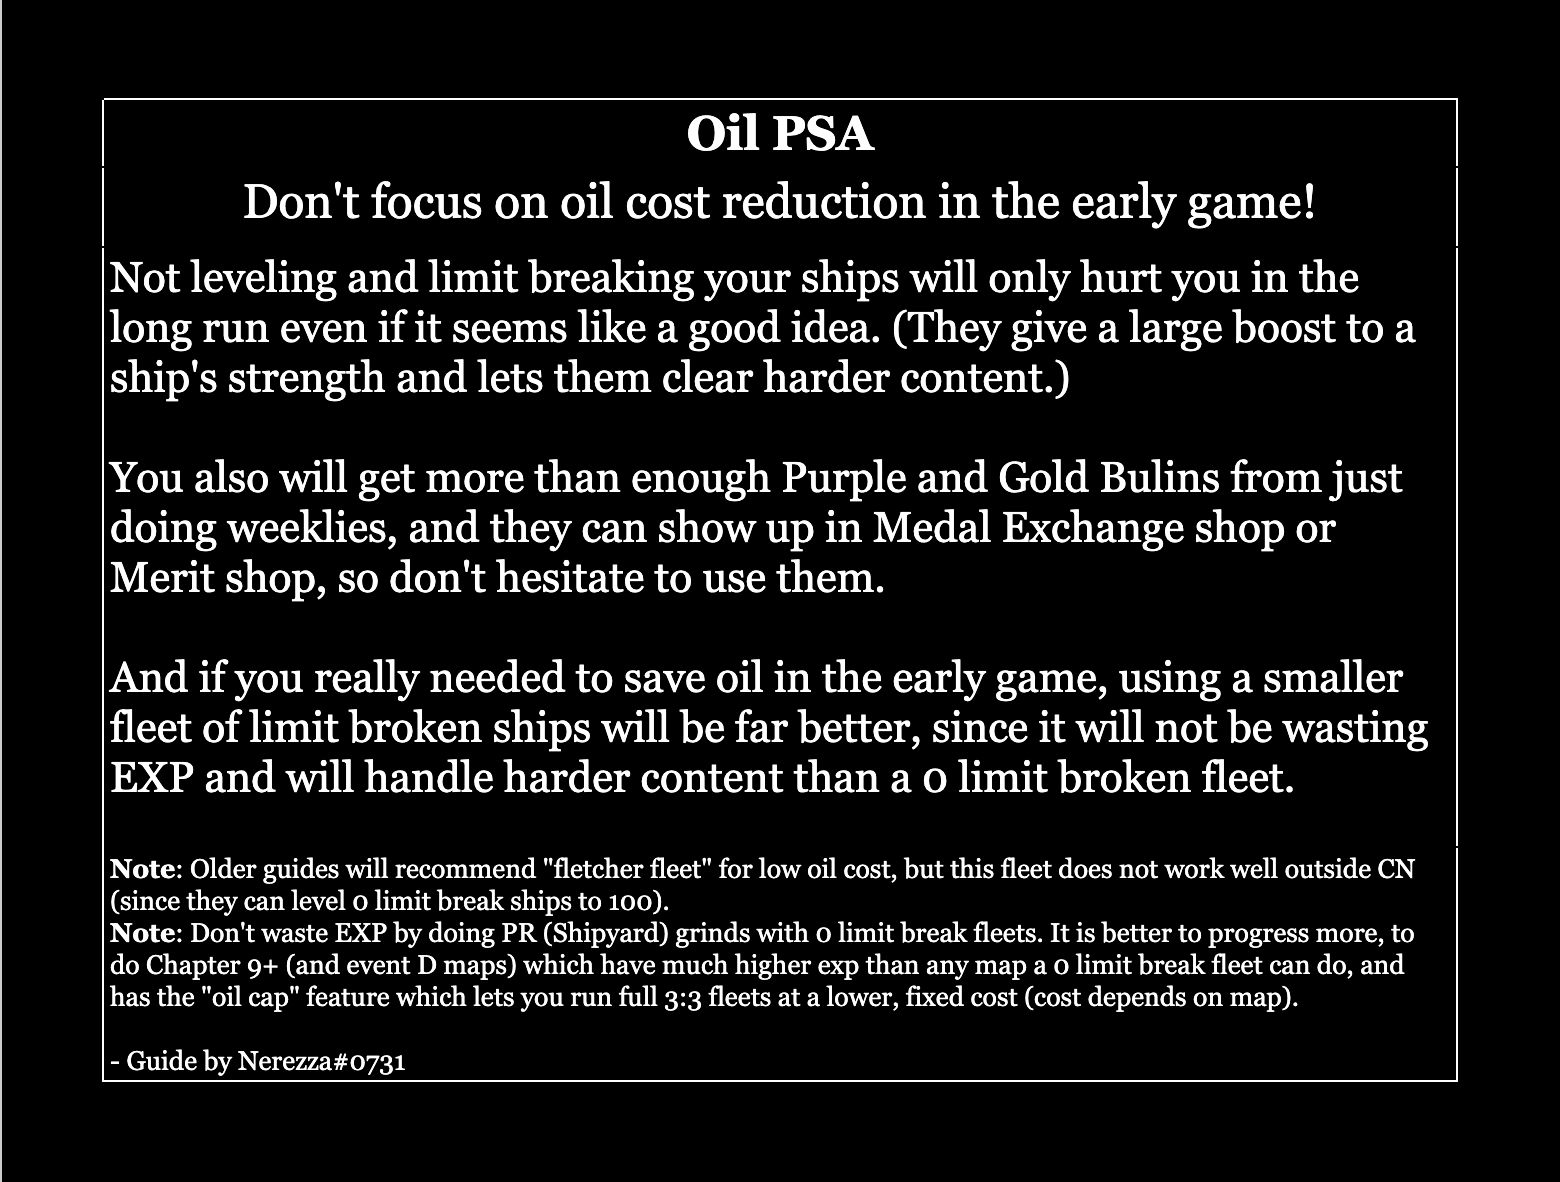 Oil PSA
Don't focus on oil cost reduction in the early game!
Not leveling and limit breaking your ships will only hurt you in the
long run even if it seems like a good idea. (They give a large boost to a
ship's strength and lets them clear harder content.)
You also will get more than enough Purple and Gold Bulins from just
doing weeklies, and they can show up in Medal Exchange shop or
Merit shop, so don't hesitate to use them.
And if you really needed to save oil in the early game, using a smaller
fleet of limit broken ships will be far better, since it will not be wasting
EXP and will handle harder content than a 0 limit broken fleet.
Note: Older guides will recommend "fletcher fleet" for low oil cost, but this fleet does not work well outside CN
(since they can level 0 limit break ships to 100).
Note: Don't waste EXP by doing PR (Shipyard) grinds with 0 limit break fleets. It is better to progress more, to
do Chapter 9+ (and event D maps) which have much higher exp than any map a 0 limit break fleet can do, and
has the "oil cap" feature which lets you run full 3:3 fleets at a lower, fixed cost (cost depends on map).
- Guide by Nerezza#0731